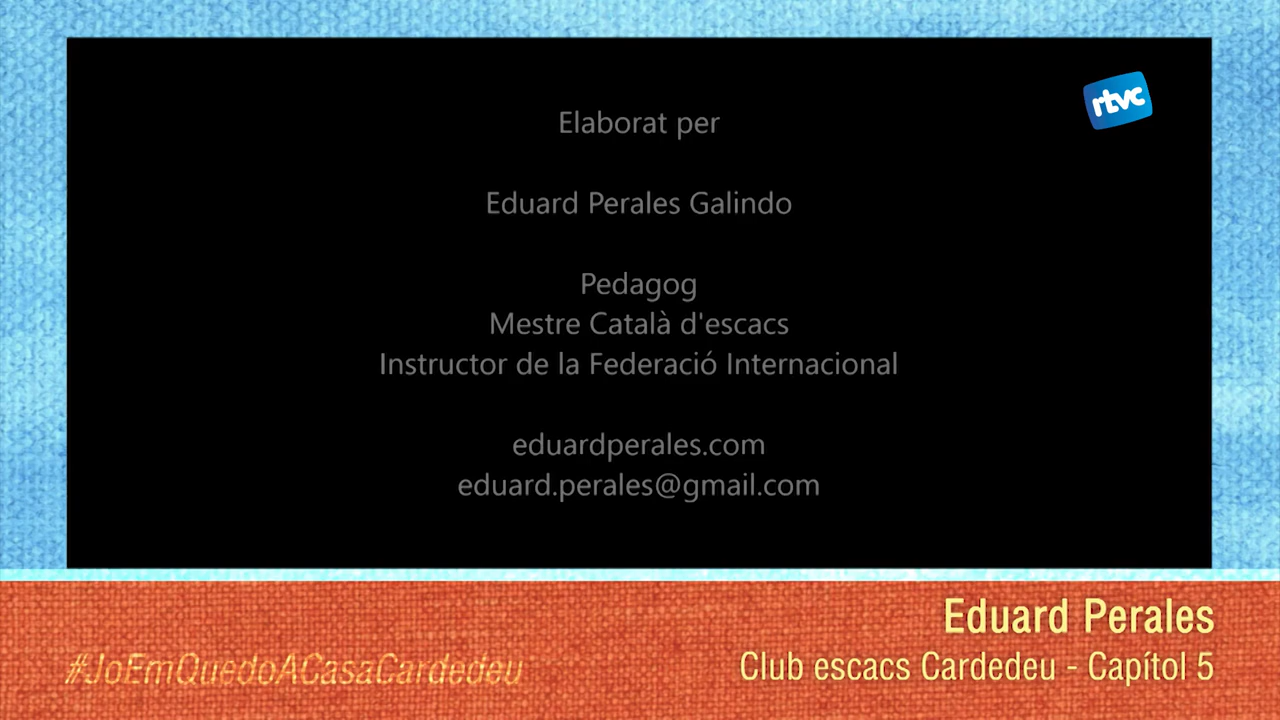 rtvc
Elaborat per
Eduard Perales Galindo
Pedagog
Mestre Català d'escacs
Instructor de la Federació Internacional
eduardperales.com
eduard.perales@gmail.com
Eduard Perales
#JoEmQuedoACasaCardedeu
Club escacs Cardedeu - Capítol 5